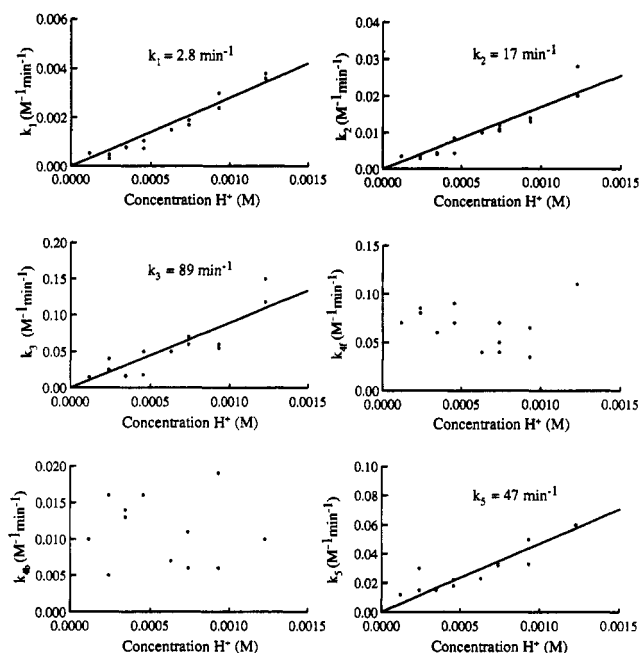 0.006
0.004
0.002
0.000
k₁ (M⁻¹min⁻¹)
k₁ = 2.8 min⁻¹
0.0000 0.0005 0.0010 0.0015
Concentration H⁺ (M)
0.04
0.03
0.02
0.01
0.00
k₂ (M⁻¹min⁻¹)
k₂ = 17 min⁻¹
0.0000 0.0005 0.0010 0.0015
Concentration H⁺ (M)
0.20
0.15
0.10
0.05
0.00
k₃ (M⁻¹min⁻¹)
k₃ = 89 min⁻¹
0.0000 0.0005 0.0010 0.0015
Concentration H⁺ (M)
0.15
0.10
0.05
0.00
k₄f (M⁻¹min⁻¹)
0.0000 0.0005 0.0010 0.0015
Concentration H⁺ (M)
0.020
0.015
0.010
0.005
0.000
k₄b (M⁻¹min⁻¹)
0.0000 0.0005 0.0010 0.0015
Concentration H⁺ (M)
0.10
0.08
0.06
0.04
0.02
0.00
k₅ (M⁻¹min⁻¹)
k₅ = 47 min⁻¹
0.0000 0.0005 0.0010 0.0015
Concentration H⁺ (M)